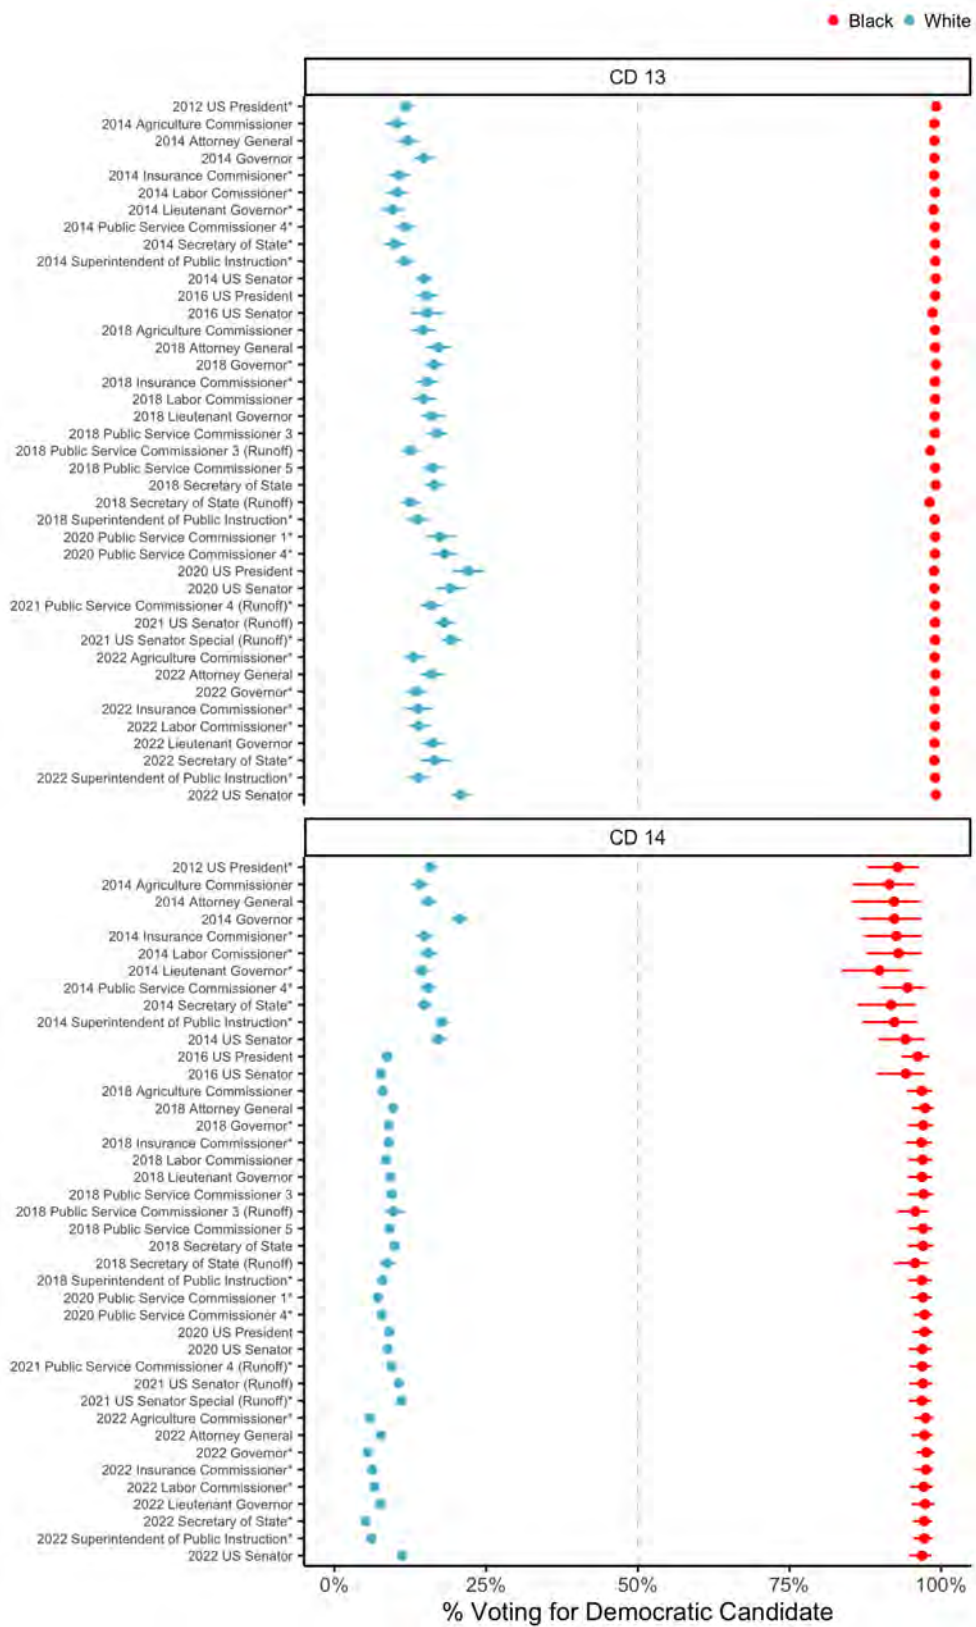 Black White
CD 13
2012 US President*
2014 Agriculture Commissioner
2014 Attorney General
2014 Governor
2014 Insurance Commisioner*
2014 Labor Comissioner*
2014 Lieutenant Governor*
2014 Public Service Commissioner 4*
2014 Secretary of State*
2014 Superintendent of Public Instruction*
2014 US Senator
2016 US President
2016 US Senator
2018 Agriculture Commissioner
2018 Attorney General
2018 Governor*
2018 Insurance Commissioner*
2018 Labor Commissioner
2018 Lieutenant Governor
2018 Public Service Commissioner 3
2018 Public Service Commissioner 3 (Runoff)
2018 Public Service Commissioner 5
2018 Secretary of State
2018 Secretary of State (Runoff)
2018 Superintendent of Public Instruction*
2020 Public Service Commissioner 1*
2020 Public Service Commissioner 4*
2020 US President
2020 US Senator
2021 Public Service Commissioner 4 (Runoff)*
2021 US Senator (Runoff)
2021 US Senator Special (Runoff)*
2022 Agriculture Commissioner*
2022 Attorney General
2022 Governor*
2022 Insurance Commissioner*
2022 Labor Commissioner*
2022 Lieutenant Governor
2022 Secretary of State*
2022 Superintendent of Public Instruction*
2022 US Senator
CD 14
2012 US President*
2014 Agriculture Commissioner
2014 Attorney General
2014 Governor
2014 Insurance Commisioner*
2014 Labor Comissioner*
2014 Lieutenant Governor*
2014 Public Service Commissioner 4*
2014 Secretary of State*
2014 Superintendent of Public Instruction*
2014 US Senator
2016 US President
2016 US Senator
2018 Agriculture Commissioner
2018 Attorney General
2018 Governor*
2018 Insurance Commissioner*
2018 Labor Commissioner
2018 Lieutenant Governor
2018 Public Service Commissioner 3
2018 Public Service Commissioner 3 (Runoff)
2018 Public Service Commissioner 5
2018 Secretary of State
2018 Secretary of State (Runoff)
2018 Superintendent of Public Instruction*
2020 Public Service Commissioner 1*
2020 Public Service Commissioner 4*
2020 US President
2020 US Senator
2021 Public Service Commissioner 4 (Runoff)*
2021 US Senator (Runoff)
2021 US Senator Special (Runoff)*
2022 Agriculture Commissioner*
2022 Attorney General
2022 Governor*
2022 Insurance Commissioner*
2022 Labor Commissioner*
2022 Lieutenant Governor
2022 Secretary of State*
2022 Superintendent of Public Instruction*
2022 US Senator
0% 25% 50% 75% 100%
% Voting for Democratic Candidate